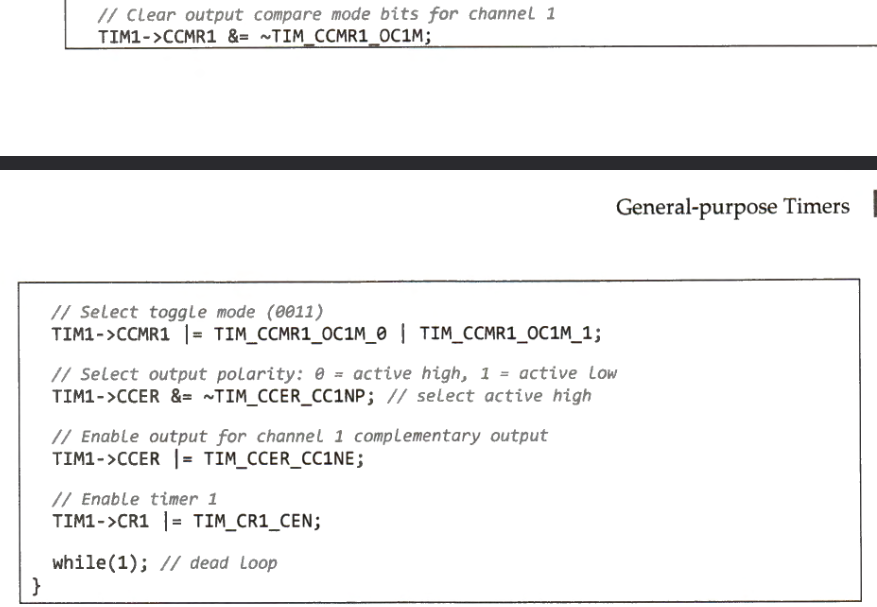 // Clear output compare mode bits for channel 1
TIM1->CCMR1 &= ~TIM_CCMR1_OC1M;
General-purpose Timers
// Select toggle mode (0011)
TIM1->CCMR1 |= TIM_CCMR1_OC1M_0 | TIM_CCMR1_OC1M_1;
// Select output polarity: 0 = active high, 1 = active low
TIM1->CCER &= ~TIM_CCER_CC1NP; // select active high
// Enable output for channel 1 complementary output
TIM1->CCER |= TIM_CCER_CC1NE;
// Enable timer 1
TIM1->CR1 |= TIM_CR1_CEN;
while(1); // dead loop
}